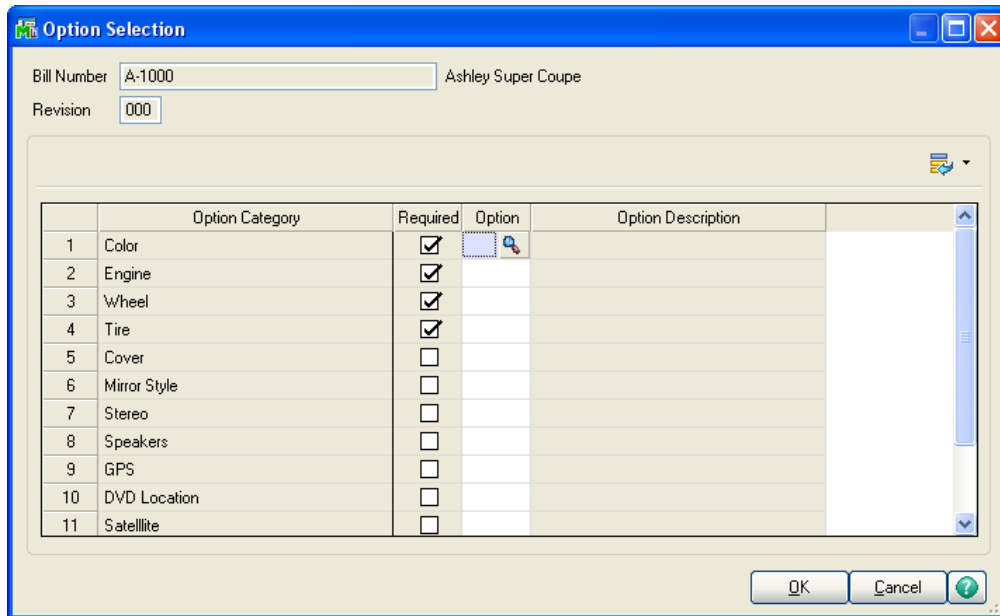 Option Selection
Bill Number A-1000 Ashley Super Coupe
Revision 000
Option Category Required Option Option Description
1 Color
2 Engine
3 Wheel
4 Tire
5 Cover
6 Mirror Style
7 Stereo
8 Speakers
9 GPS
10 DVD Location
11 Satelllite
OK Cancel ?